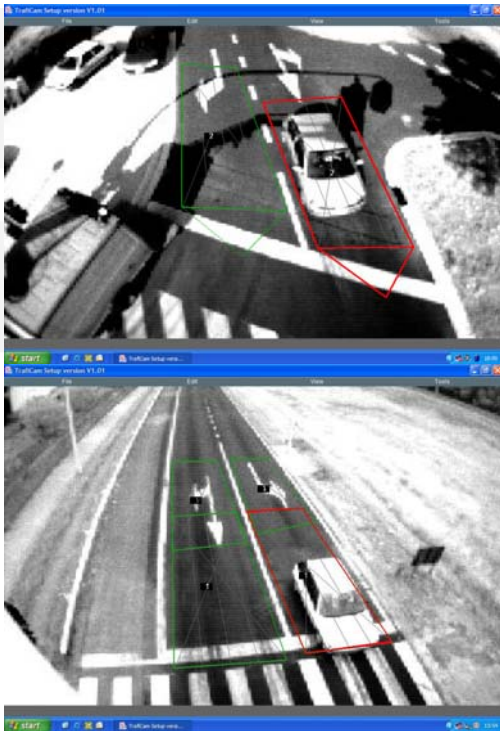 TrafiCam Setup version V1.01
File Edit View Tools
start TrafiCam Setup vers...
TrafiCam Setup version V1.01
File Edit View Tools
start TrafiCam Setup vers...